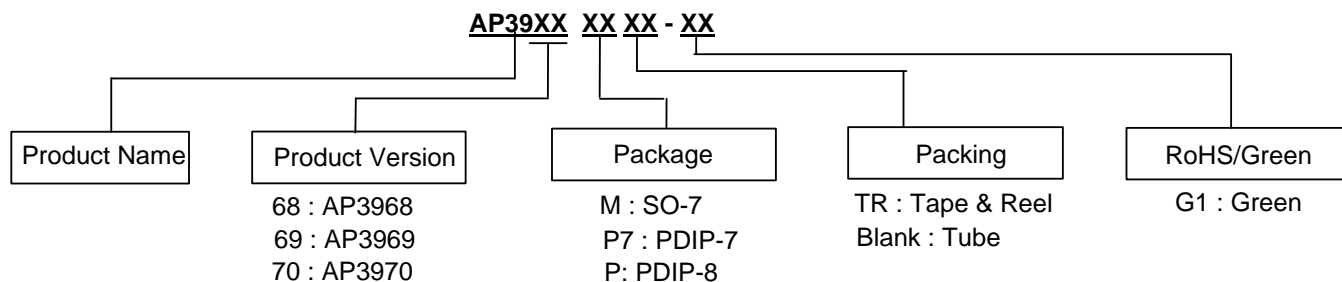 AP39XX XX XX - XX
Product Name
Product Version
Package
Packing
RoHS/Green
68 : AP3968
69 : AP3969
70 : AP3970
M : SO-7
P7 : PDIP-7
P: PDIP-8
TR : Tape & Reel
Blank : Tube
G1 : Green